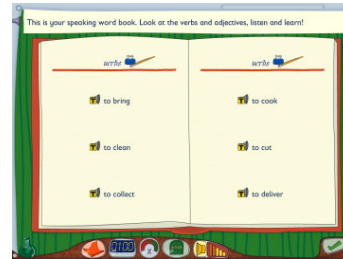 This is your speaking word book. Look at the verbs and adjectives, listen and learn!
verbs
to bring
to clean
to collect
verbs
to cook
to cut
to deliver